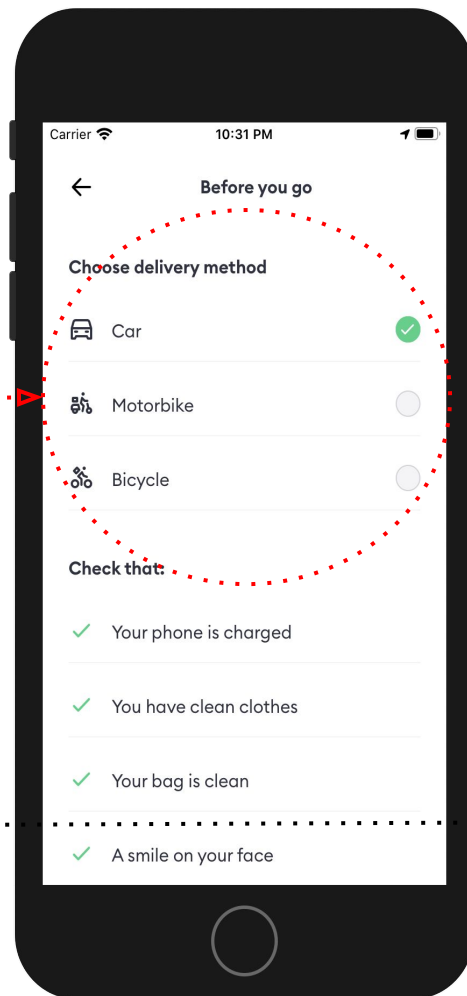 Carrier 10:31 PM
Before you go
Choose delivery method
Car
Motorbike
Bicycle
Check that:
Your phone is charged
You have clean clothes
Your bag is clean
A smile on your face